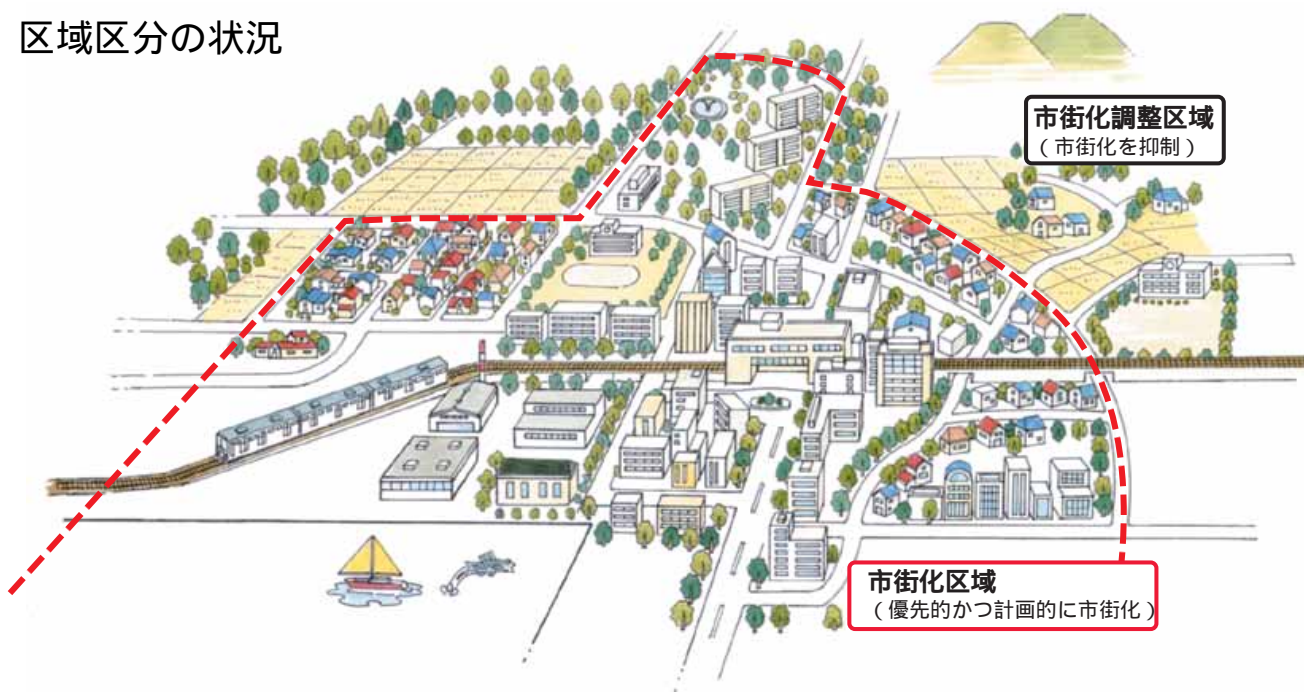 区域区分の状況
市街化調整区域
（市街化を抑制）
市街化区域
（優先的かつ計画的に市街化）